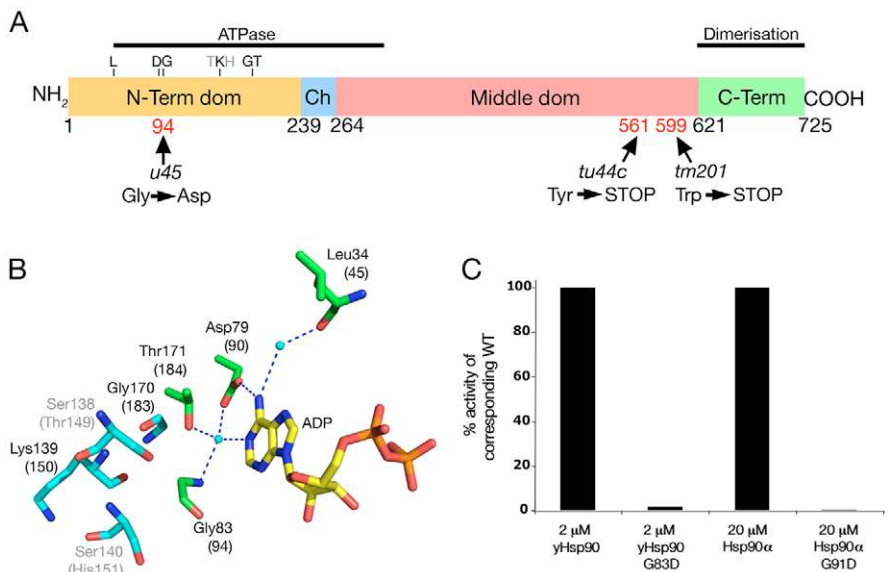 A
ATPase
Dimerisation
L DG TKH GT
NH2 N-Term dom Ch Middle dom C-Term COOH
1 94 239 264 561 599 621 725
u45 tu44c tm201
Gly Asp Tyr STOP Trp STOP
B
Leu34
(45)
Asp79
(90)
Thr171
(184)
Gly170
(183)
Ser138
(Thr149)
Lys139
(150)
ADP
Gly83
(94)
Ser140
(His151)
C
% activity of
corresponding WT
100
80
60
40
20
0
2 μM
yHsp90
2 μM
yHsp90
G83D
20 μM
Hsp90α
20 μM
Hsp90α
G91D